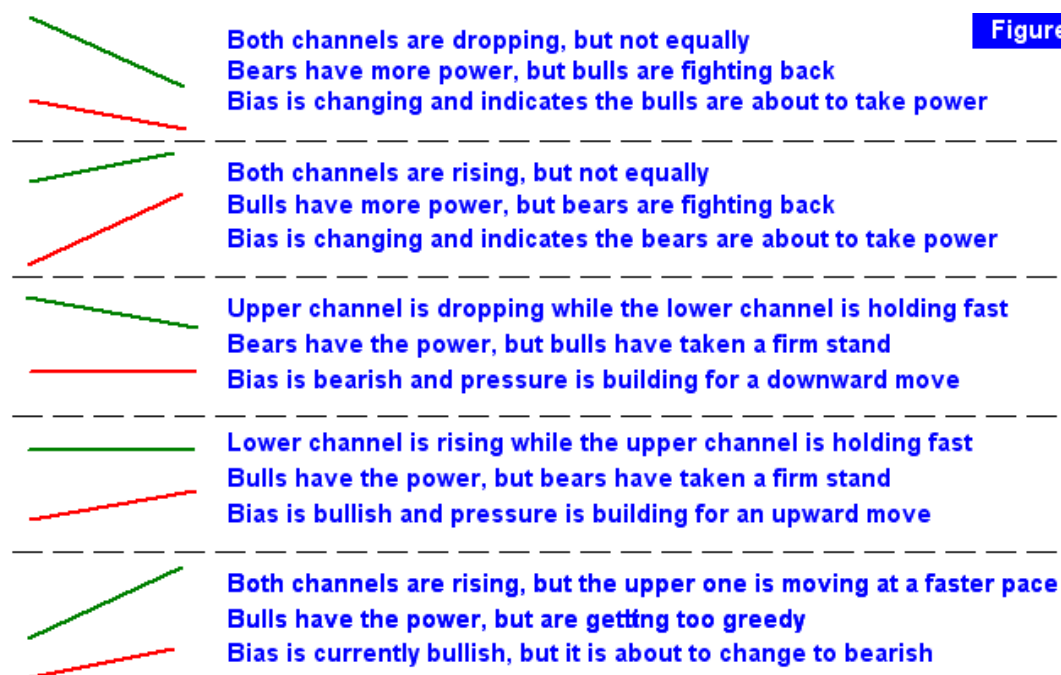 Figure
Both channels are dropping, but not equally
Bears have more power, but bulls are fighting back
Bias is changing and indicates the bulls are about to take power
Both channels are rising, but not equally
Bulls have more power, but bears are fighting back
Bias is changing and indicates the bears are about to take power
Upper channel is dropping while the lower channel is holding fast
Bears have the power, but bulls have taken a firm stand
Bias is bearish and pressure is building for a downward move
Lower channel is rising while the upper channel is holding fast
Bulls have the power, but bears have taken a firm stand
Bias is bullish and pressure is building for an upward move
Both channels are rising, but the upper one is moving at a faster pace
Bulls have the power, but are getting too greedy
Bias is currently bullish, but it is about to change to bearish